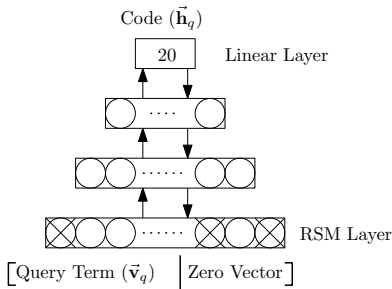 Code (h⃗_q)
20
Linear Layer
RSM Layer
[Query Term (v⃗_q) | Zero Vector]